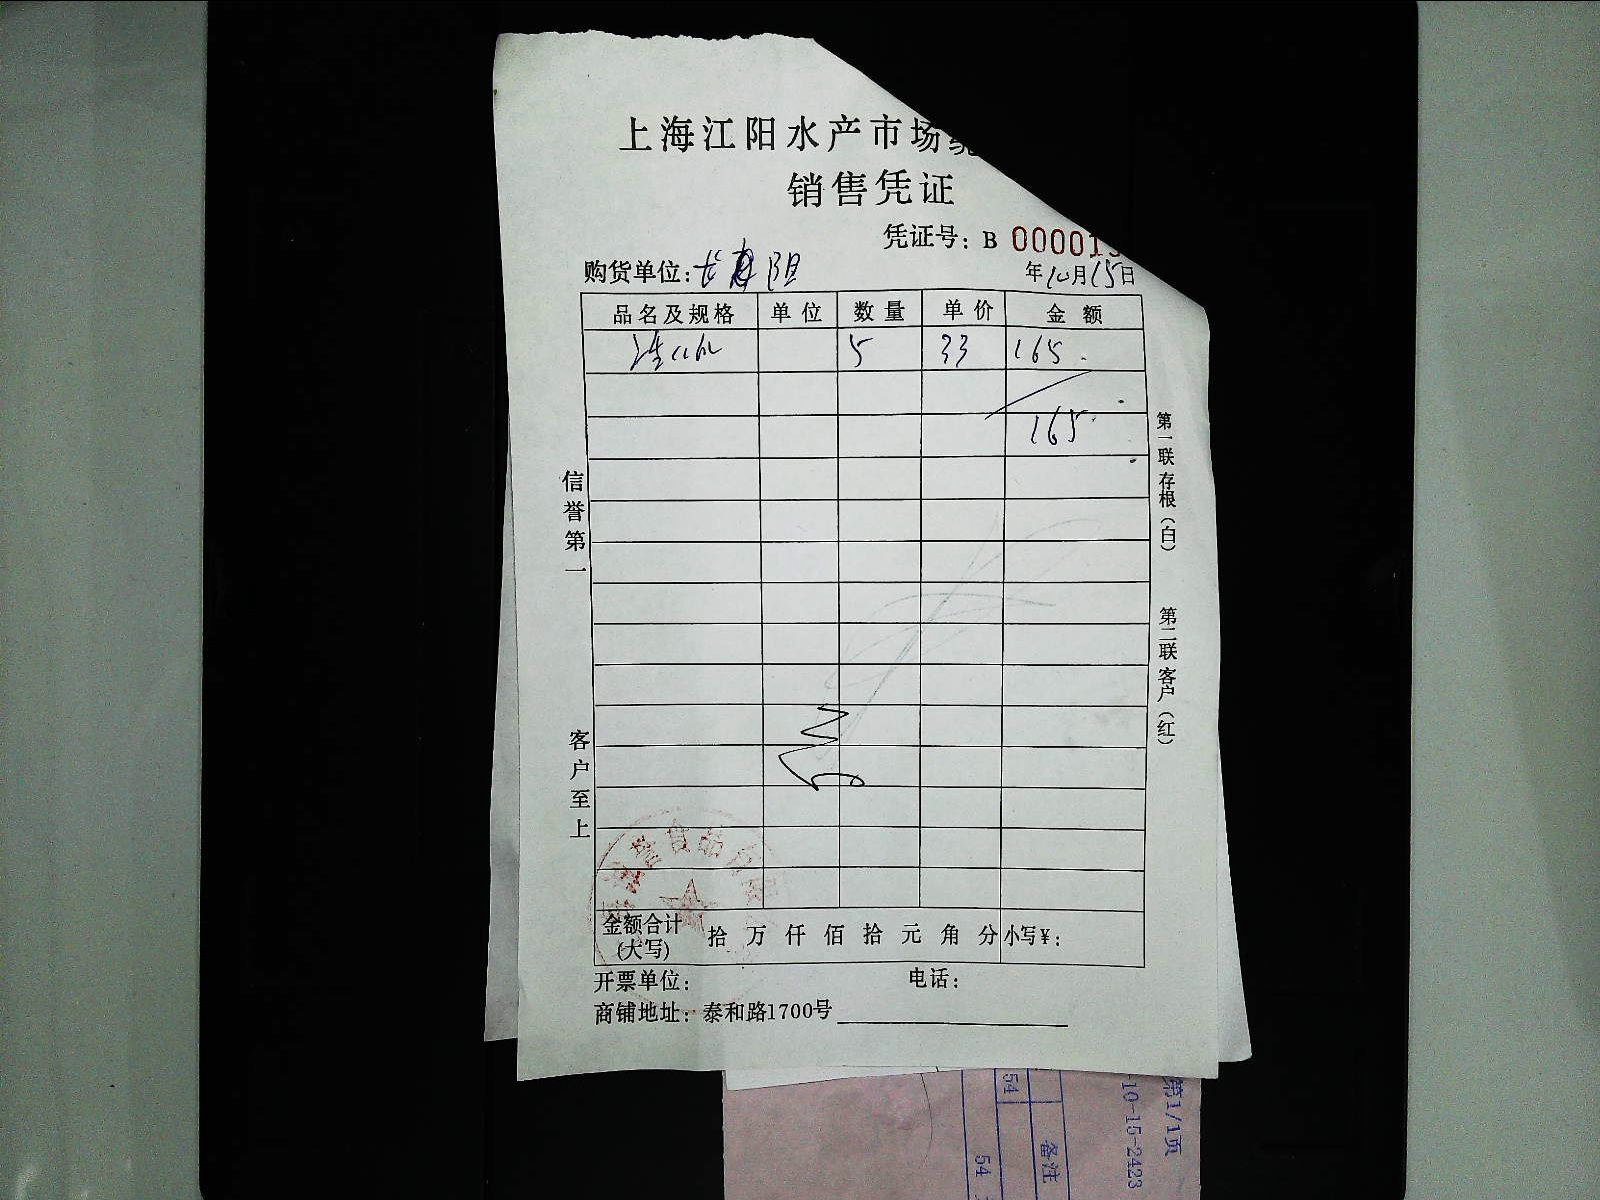 上海江阳水产市场
销售凭证
凭证号：B 00001
购货单位：
年10月15日
品名及规格 单位 数量 单价 金额
5 33 165.
165.
信誉第一
客户至上
第一联 存根（白）
第二联 客户（红）
金额合计(大写) 拾 万 仟 佰 拾 元 角 分 小写￥：
开票单位： 电话：
商铺地址：泰和路1700号
第1/1页
-10-15-2423
备注
54
54